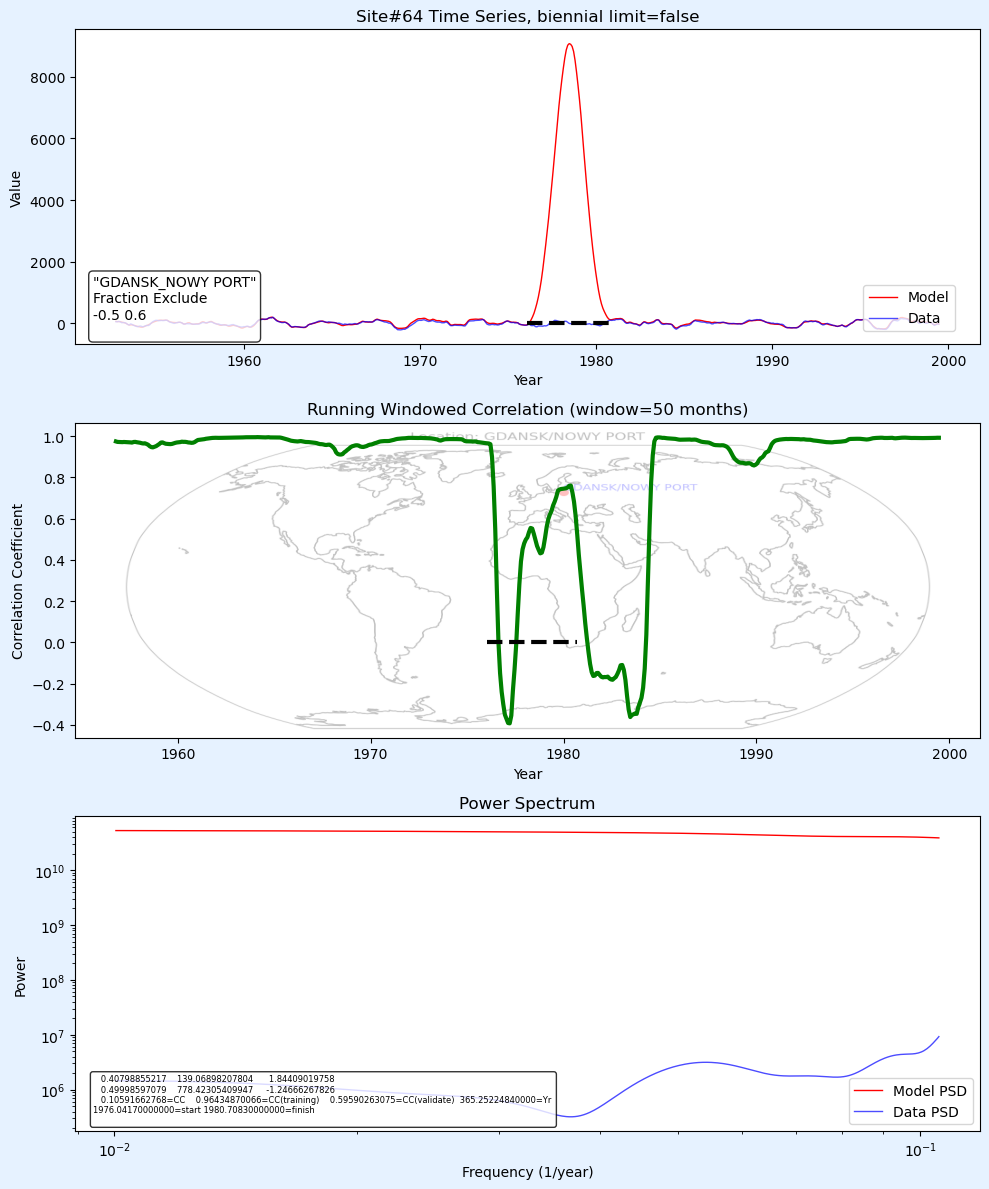 Site#64 Time Series, biennial limit=false
Value
8000
6000
4000
2000
0
"GDANSK_NOWY PORT"
Fraction Exclude
-0.5 0.6
Model
Data
1960
1970
1980
1990
2000
Year
Running Windowed Correlation (window=50 months)
Location: GDANSK/NOWY PORT
GDANSK/NOWY PORT
Correlation Coefficient
1.0
0.8
0.6
0.4
0.2
0.0
−0.2
−0.4
1960
1970
1980
1990
2000
Year
Power Spectrum
Power
10^10
10^9
10^8
10^7
10^6
0.40798855217 139.06898207804 1.84409019758
0.49998597079 778.42305409947 -1.24666267826
0.10591662768=CC 0.96434870066=CC(training) 0.59590263075=CC(validate) 365.25224840000=Yr
1976.04170000000=start 1980.70830000000=finish
Model PSD
Data PSD
10^−2
10^−1
Frequency (1/year)